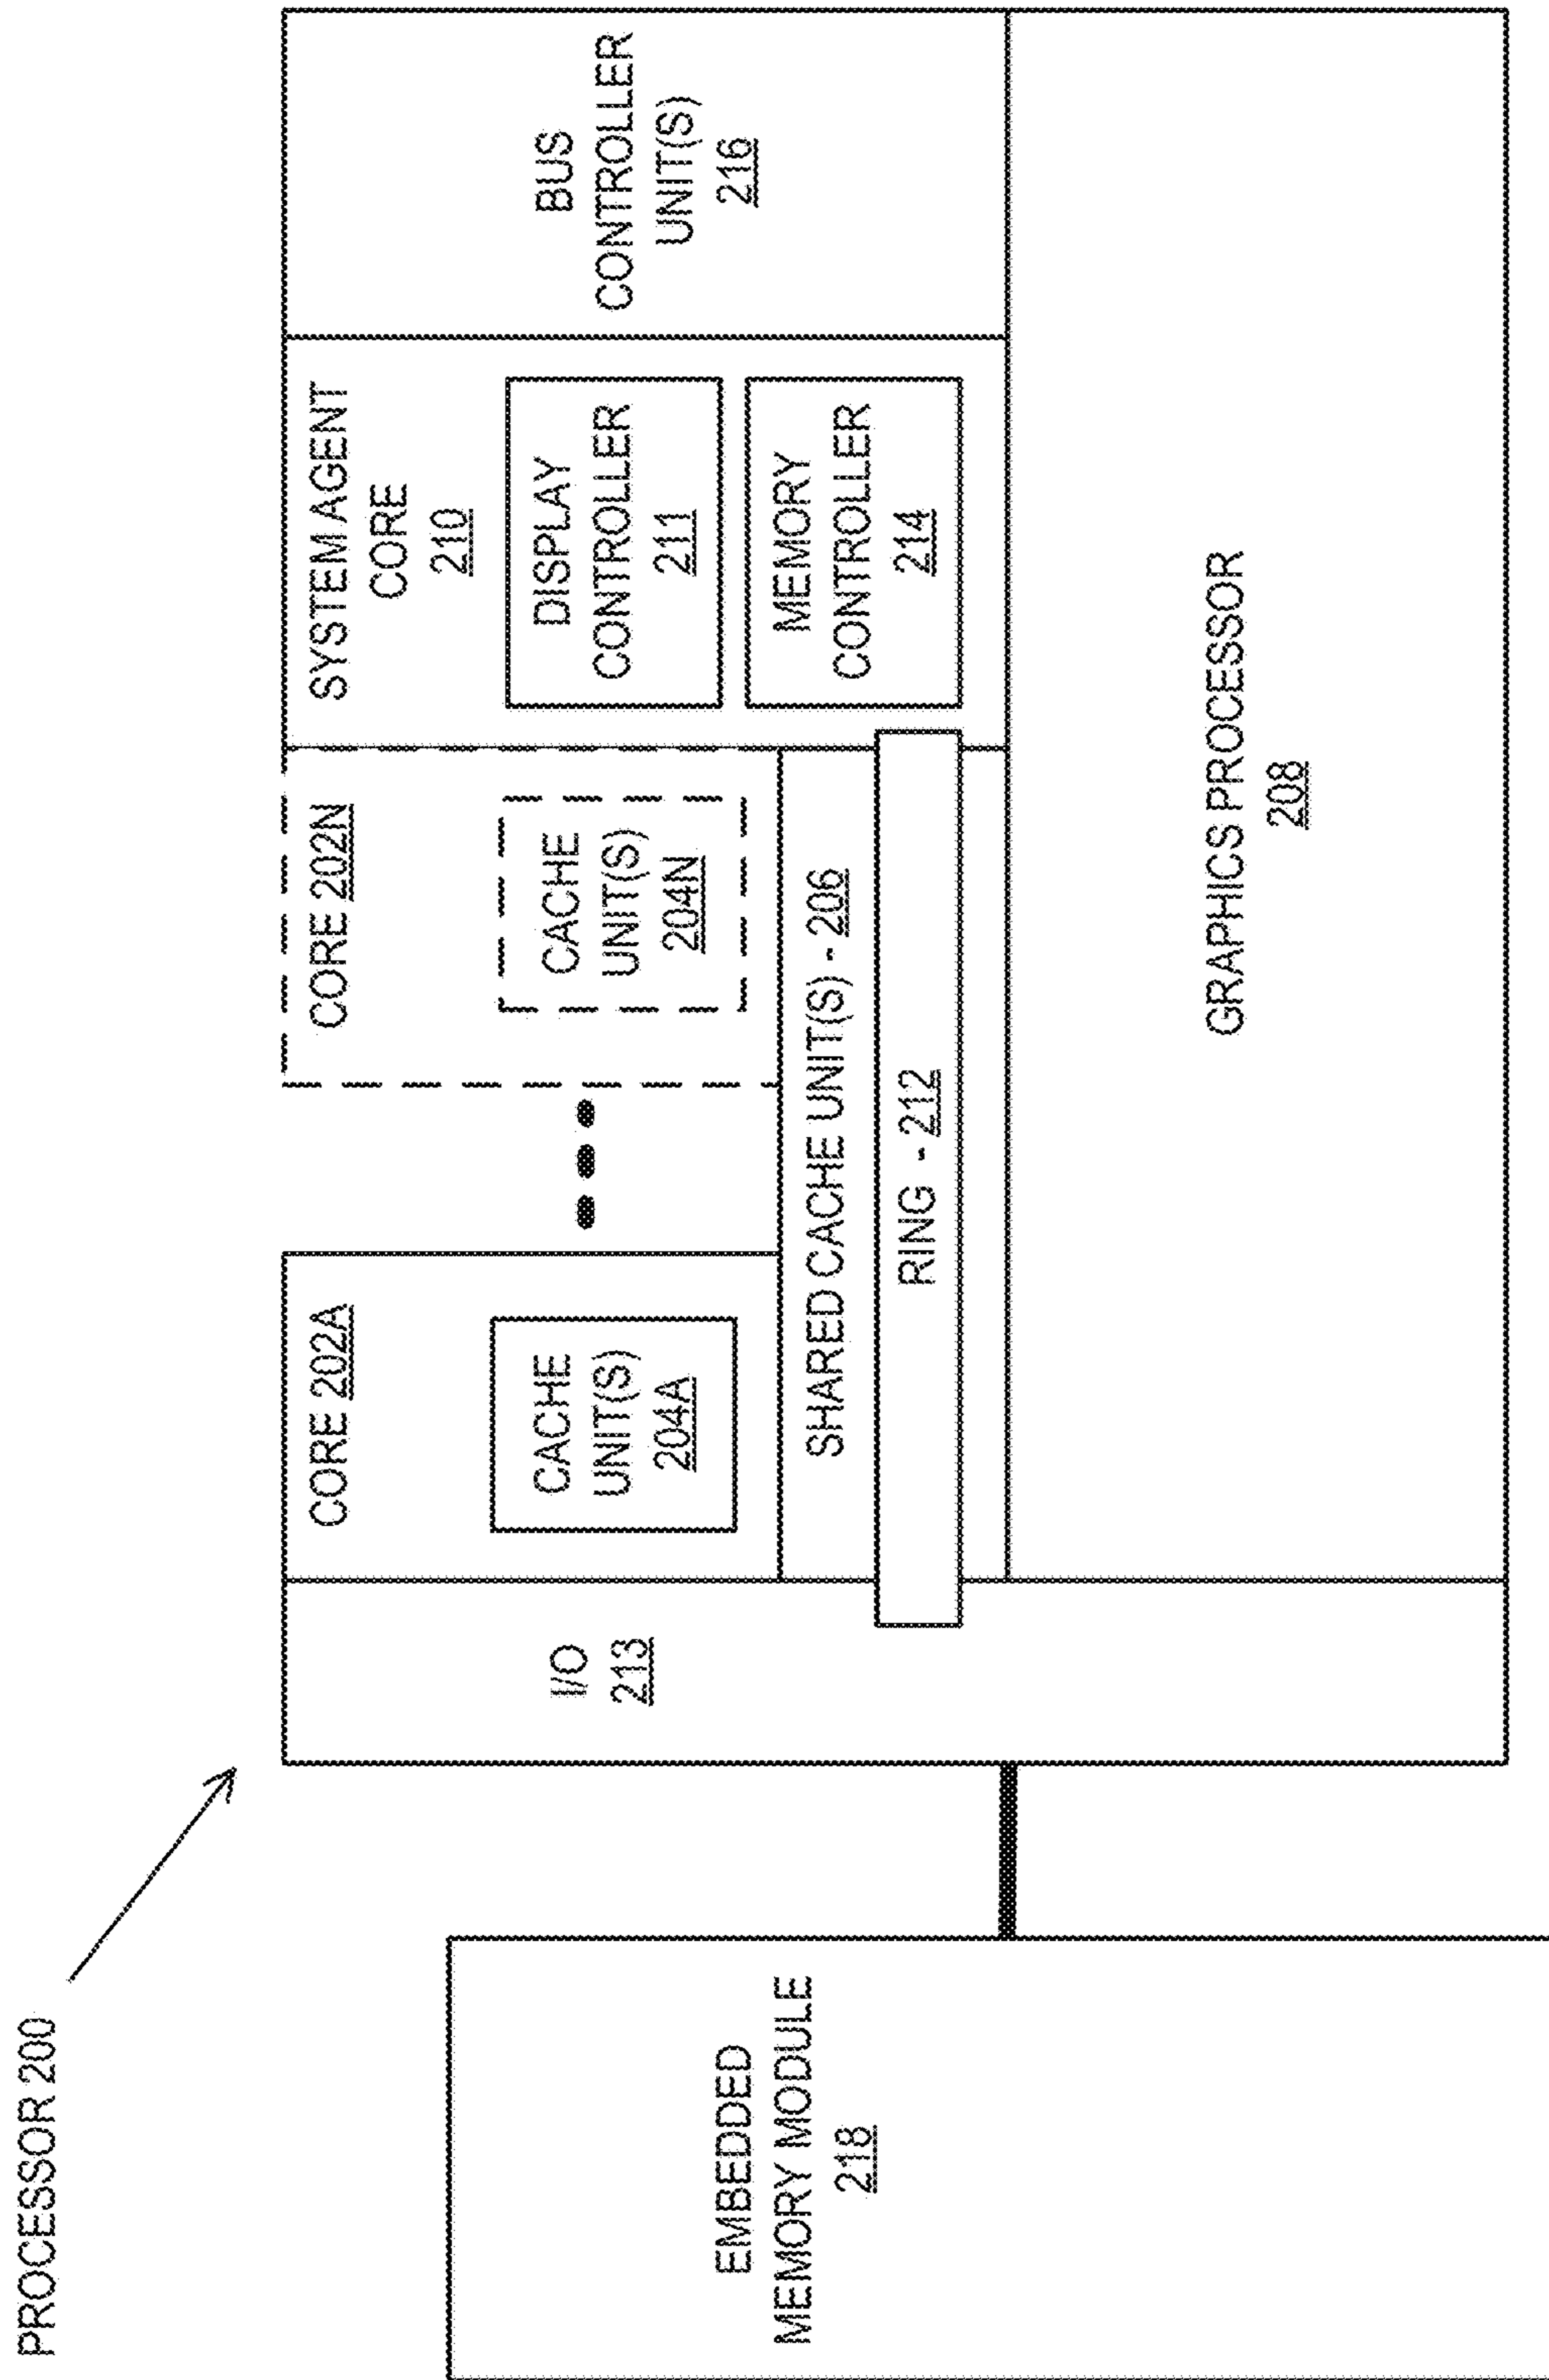 PROCESSOR 200
EMBEDDED
MEMORY MODULE
218
I/O
213
CORE 202A
CACHE
UNIT(S)
204A
CORE 202N
CACHE
UNIT(S)
204N
SHARED CACHE UNIT(S) - 206
RING - 212
SYSTEM AGENT
CORE
210
DISPLAY
CONTROLLER
211
MEMORY
CONTROLLER
214
BUS
CONTROLLER
UNIT(S)
216
GRAPHICS PROCESSOR
208